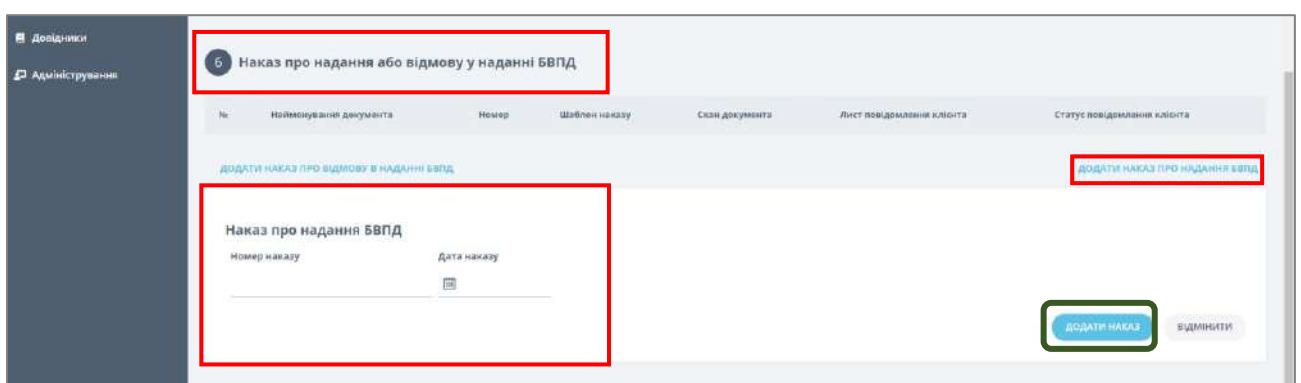 Довідники
Адміністрування
6 Наказ про надання або відмову у наданні БВПД
№ Найменування документа Номер Шаблон наказу Скан документа Лист повідомлення клієнта Статус повідомлення клієнта
ДОДАТИ НАКАЗ ПРО ВІДМОВУ В НАДАННІ БВПД ДОДАТИ НАКАЗ ПРО НАДАННЯ БВПД
Наказ про надання БВПД
Номер наказу Дата наказу
ДОДАТИ НАКАЗ ВІДМІНИТИ